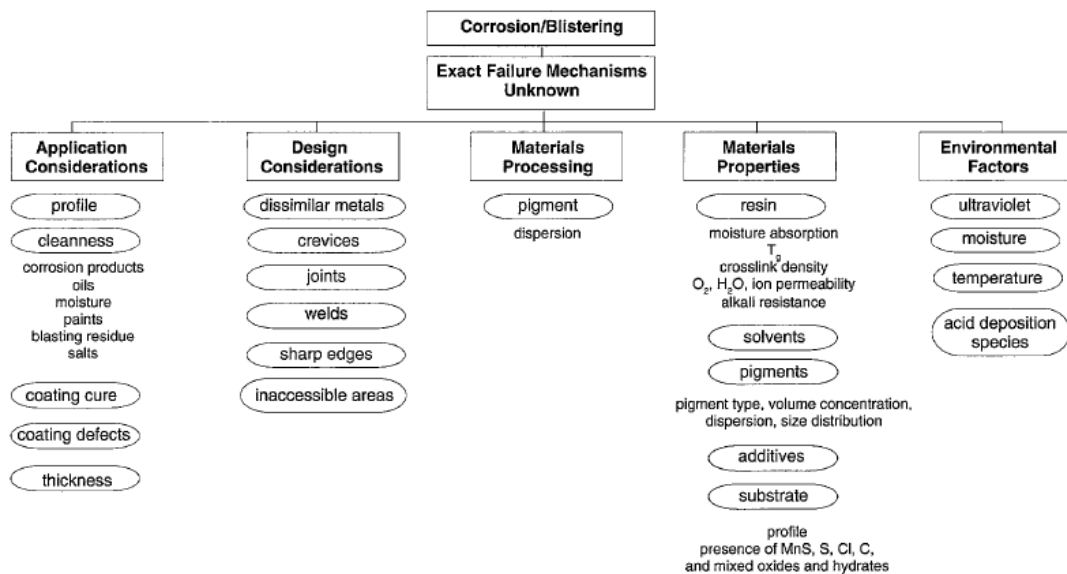 Corrosion/Blistering
Exact Failure Mechanisms
Unknown
Application
Considerations
profile
cleanness
corrosion products
oils
moisture
paints
blasting residue
salts
coating cure
coating defects
thickness
Design
Considerations
dissimilar metals
crevices
joints
welds
sharp edges
inaccessible areas
Materials
Processing
pigment
dispersion
Materials
Properties
resin
moisture absorption
Tg
crosslink density
O2, H2O, ion permeability
alkali resistance
solvents
pigments
pigment type, volume concentration,
dispersion, size distribution
additives
substrate
profile
presence of MnS, S, Cl, C,
and mixed oxides and hydrates
Environmental
Factors
ultraviolet
moisture
temperature
acid deposition
species